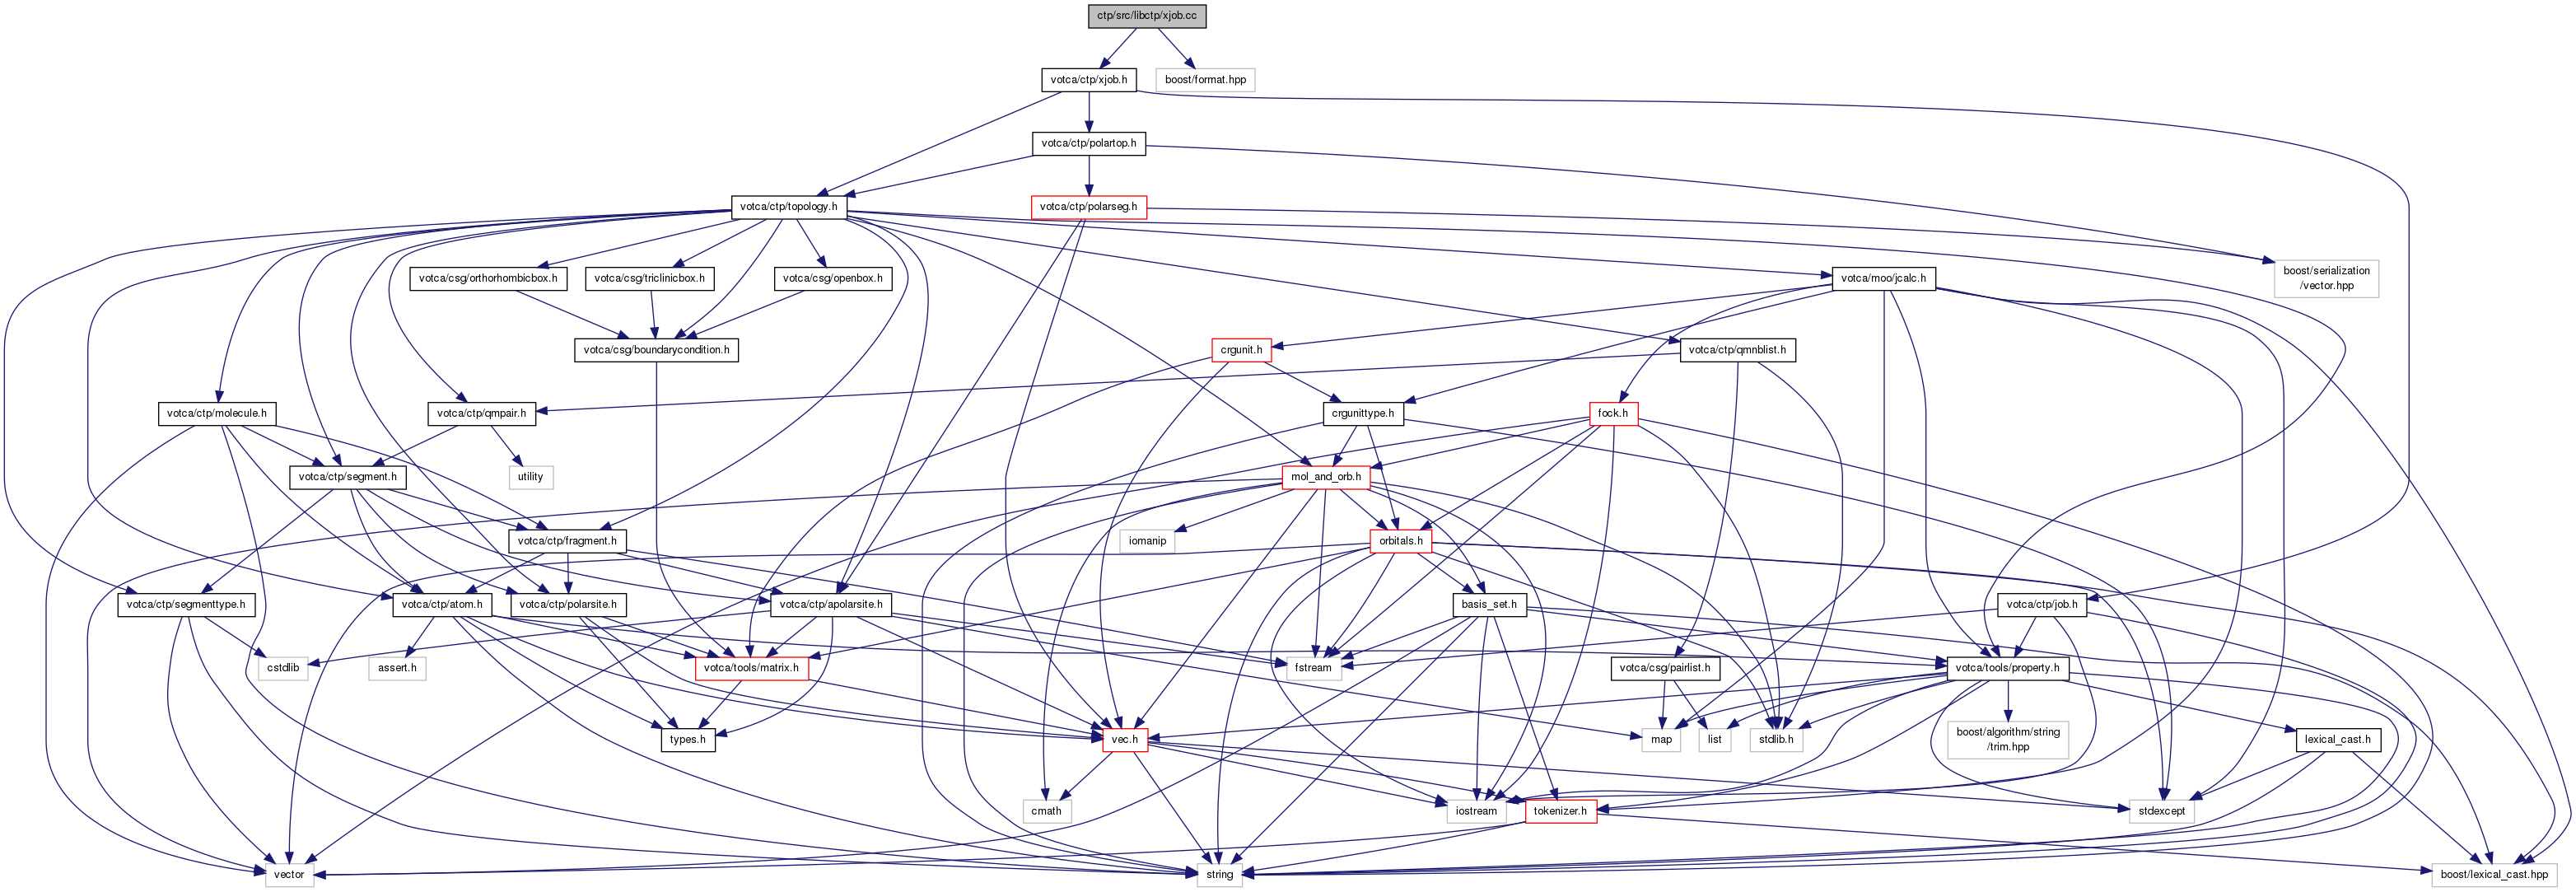 ctp/src/libctp/xjob.cc
votca/ctp/xjob.h
boost/format.hpp
votca/ctp/polartop.h
votca/ctp/topology.h
votca/ctp/polarseg.h
votca/csg/orthorhombicbox.h
votca/csg/triclinicbox.h
votca/csg/openbox.h
votca/moo/jcalc.h
boost/serialization
/vector.hpp
votca/csg/boundarycondition.h
crgunit.h
votca/ctp/qmnblist.h
votca/ctp/molecule.h
votca/ctp/qmpair.h
crgunittype.h
fock.h
votca/ctp/segment.h
utility
mol_and_orb.h
votca/ctp/fragment.h
iomanip
orbitals.h
votca/ctp/segmenttype.h
votca/ctp/atom.h
votca/ctp/polarsite.h
votca/ctp/apolarsite.h
basis_set.h
votca/ctp/job.h
cstdlib
assert.h
votca/tools/matrix.h
fstream
votca/csg/pairlist.h
votca/tools/property.h
types.h
vec.h
map
list
stdlib.h
boost/algorithm/string
/trim.hpp
lexical_cast.h
cmath
iostream
tokenizer.h
stdexcept
vector
string
boost/lexical_cast.hpp